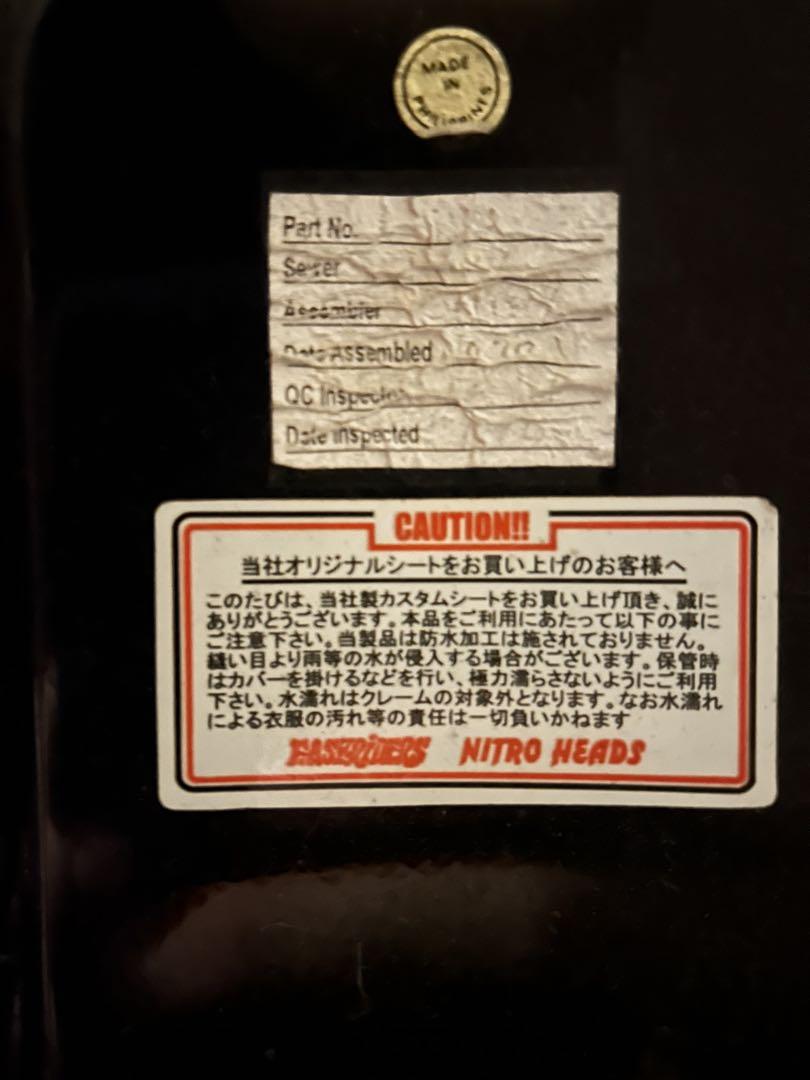 MADE
IN
PHILIPPINES
Part No.
Sewer
Assembler
Date Assembled
QC Inspector
Date Inspected
CAUTION!!
当社オリジナルシートをお買い上げのお客様へ
このたびは、当社製カスタムシートをお買い上げ頂き、誠に
ありがとうございます。本品をご利用にあたって以下の事に
ご注意下さい。当製品は防水加工は施されておりません。
縫い目より雨等の水が侵入する場合がございます。保管時
はカバーを掛けるなどを行い、極力濡らさないようにご利用
下さい。水濡れはクレームの対象外となります。なお水濡れ
による衣服の汚れ等の責任は一切負いかねます
EASYRIDERS NITRO HEADS